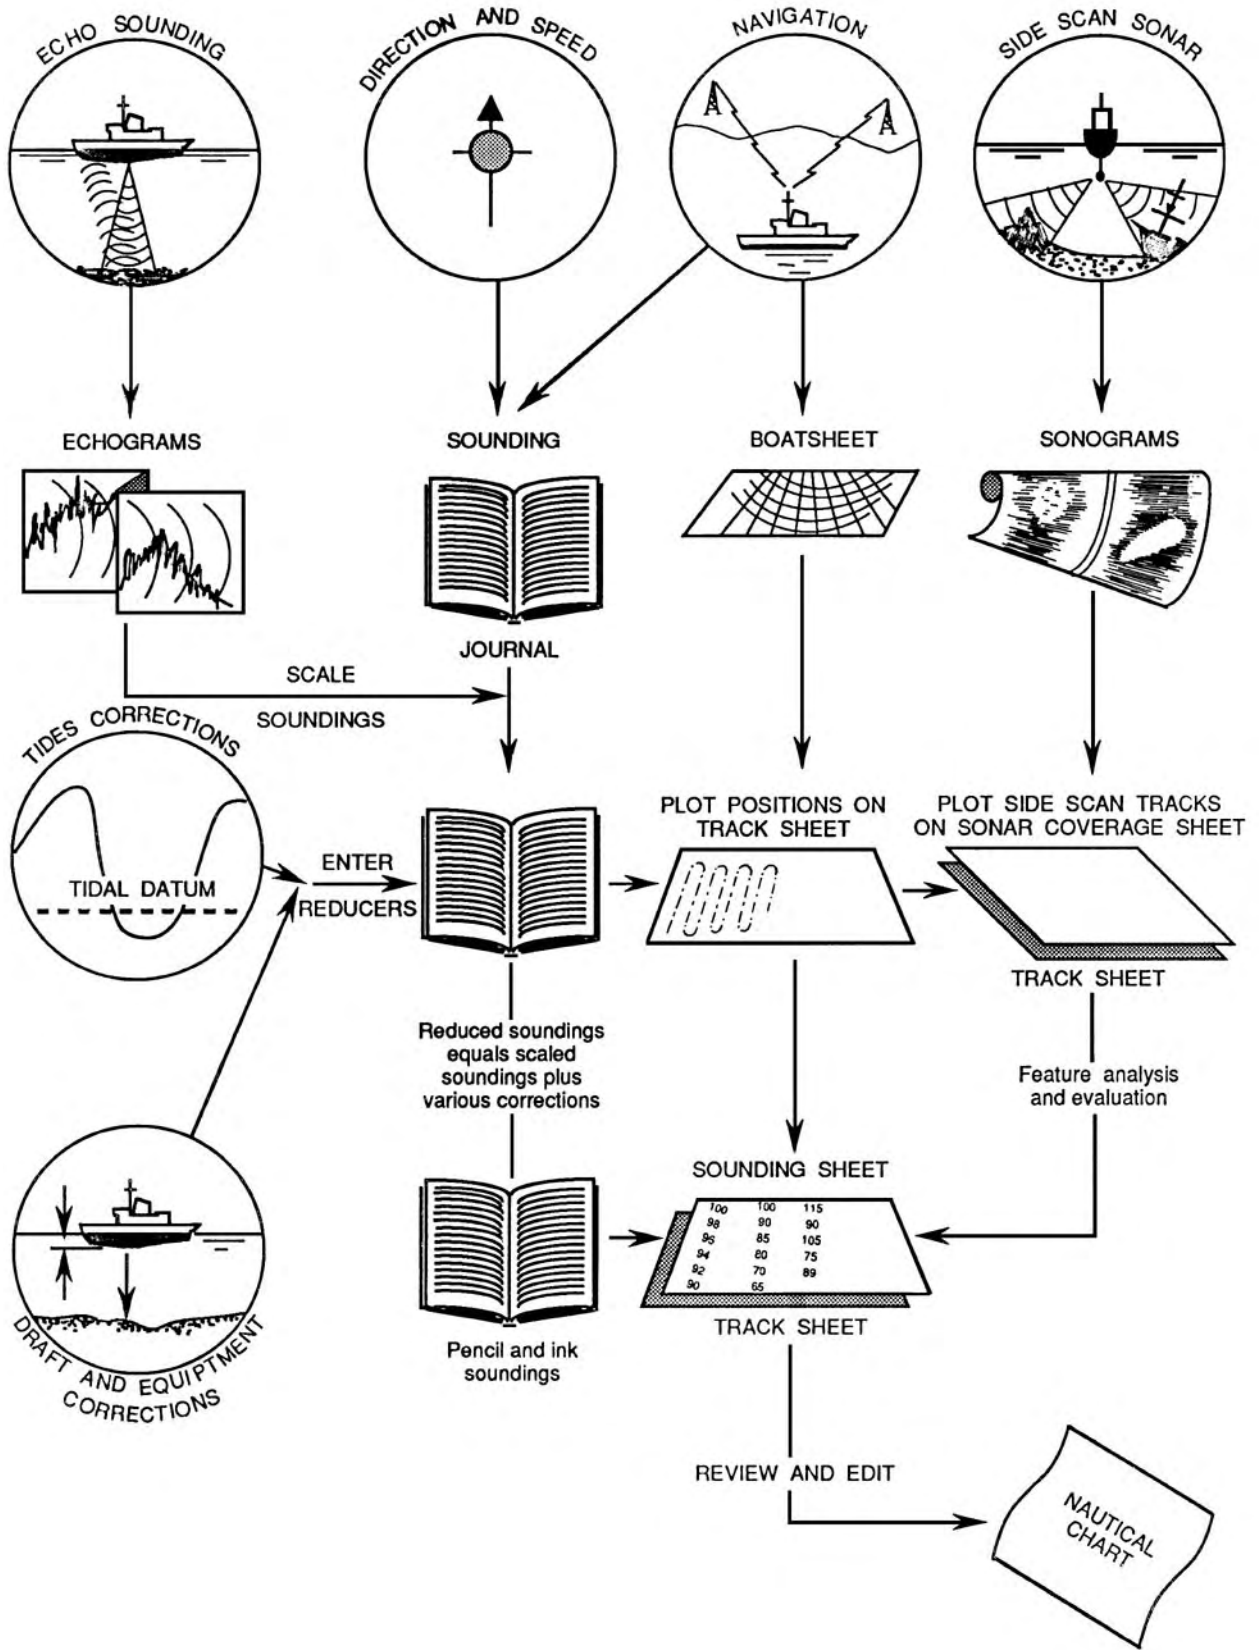 ECHO SOUNDING
DIRECTION AND SPEED
NAVIGATION
SIDE SCAN SONAR
ECHOGRAMS
SOUNDING
BOATSHEET
SONOGRAMS
JOURNAL
SCALE
SOUNDINGS
TIDES CORRECTIONS
TIDAL DATUM
ENTER
REDUCERS
PLOT POSITIONS ON
TRACK SHEET
PLOT SIDE SCAN TRACKS
ON SONAR COVERAGE SHEET
TRACK SHEET
Reduced soundings
equals scaled
soundings plus
various corrections
Feature analysis
and evaluation
SOUNDING SHEET
100 100 115
98 90 90
96 85 105
94 80 75
92 70 89
90 65
TRACK SHEET
Pencil and ink
soundings
DRAFT AND EQUIPTMENT
CORRECTIONS
REVIEW AND EDIT
NAUTICAL
CHART